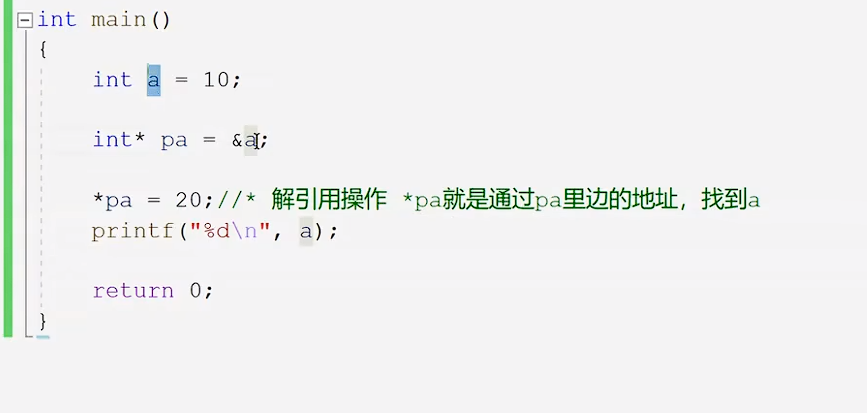 int main()
{
int a = 10;
int* pa = &a;
*pa = 20;//* 解引用操作 *pa就是通过pa里边的地址，找到a
printf("%d\n", a);
return 0;
}